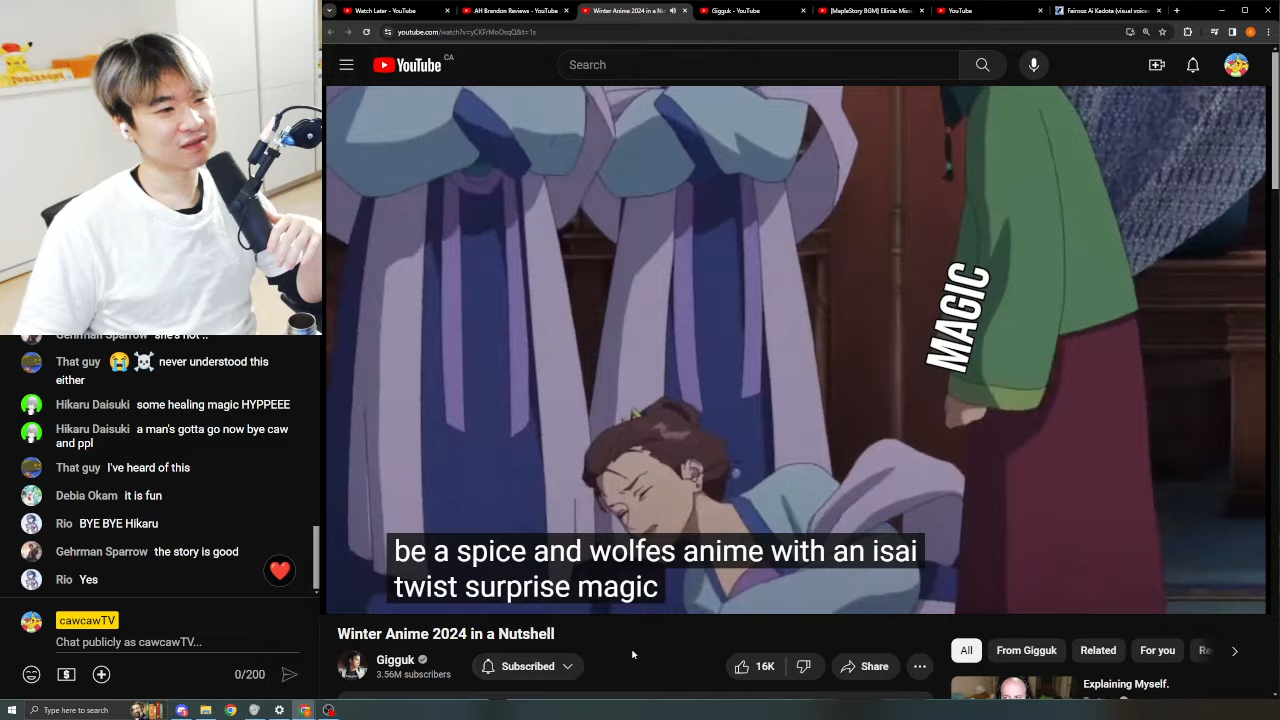 Watch Later - YouTube
AH Brandon Reviews - YouTube
Winter Anime 2024 in a Nu
Gigguk - YouTube
[MapleStory BGM] Ellinia: Miss
YouTube
Fairouz Ai Kadota (visual voice
youtube.com/watch?v=yCKFrMoOsqQ&t=1s
YouTube CA
Search
TOBLERONE
MAGIC
be a spice and wolfes anime with an isai
twist surprise magic
Gehrman Sparrow she's not ..
That guy 😭☠️ never understood this
either
Hikaru Daisuki some healing magic HYPPEEE
Hikaru Daisuki a man's gotta go now bye caw
and ppl
That guy I've heard of this
Debia Okam it is fun
Rio BYE BYE Hikaru
Gehrman Sparrow the story is good
Rio Yes
cawcawTV
Chat publicly as cawcawTV...
0/200
Winter Anime 2024 in a Nutshell
Gigguk
3.56M subscribers
Subscribed
16K
Share
All
From Gigguk
Related
For you
Re
Explaining Myself.
Type here to search